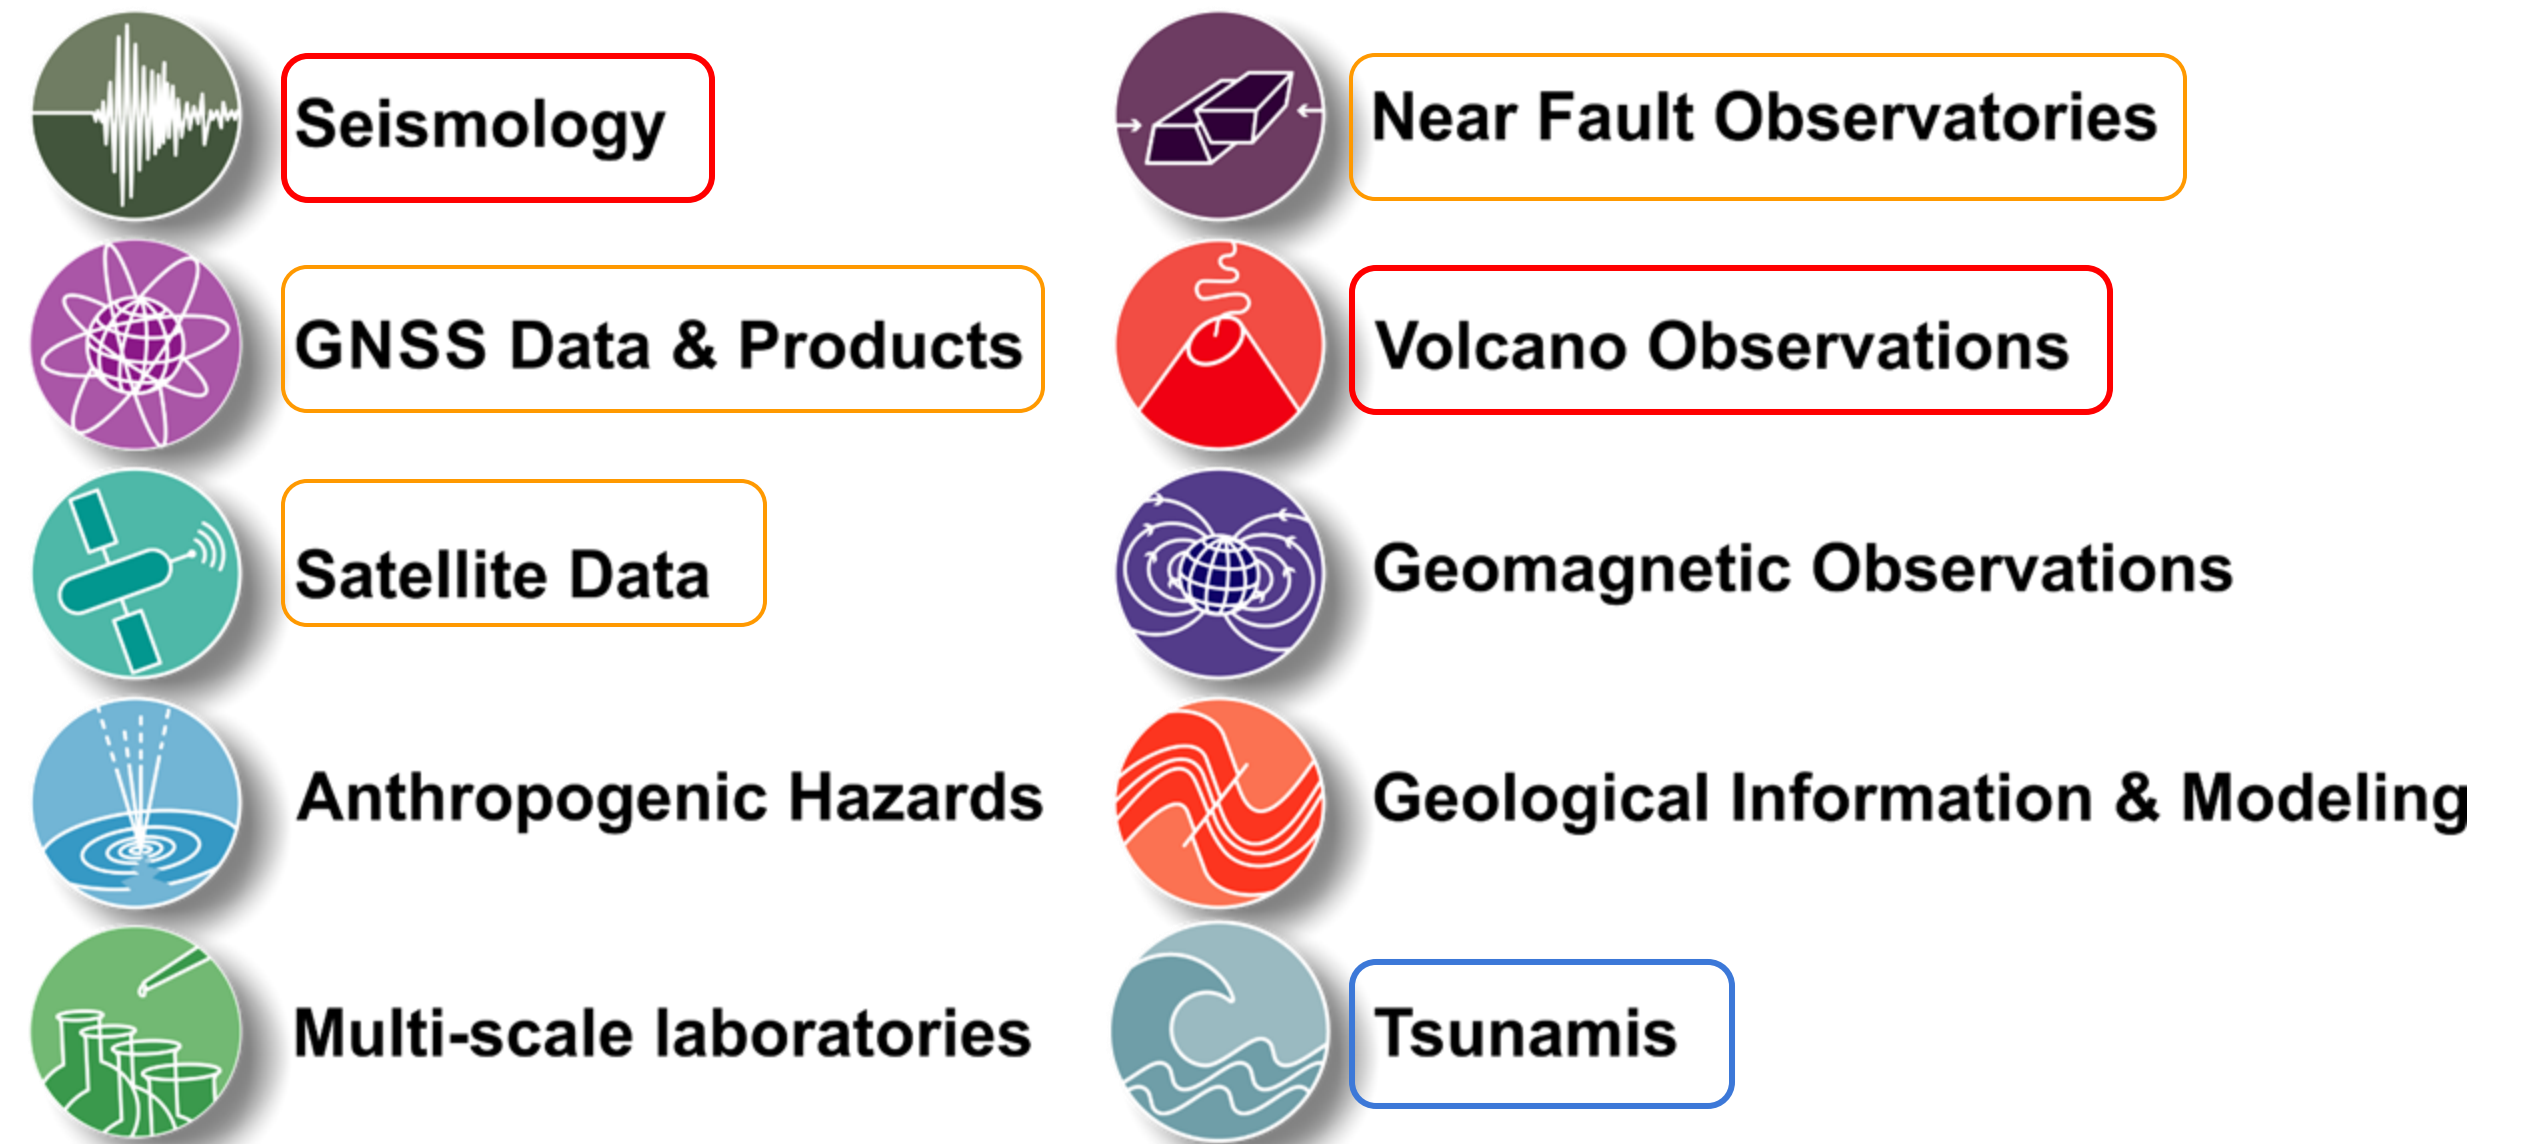 Seismology
Near Fault Observatories
GNSS Data & Products
Volcano Observations
Satellite Data
Geomagnetic Observations
Anthropogenic Hazards
Geological Information & Modeling
Multi-scale laboratories
Tsunamis